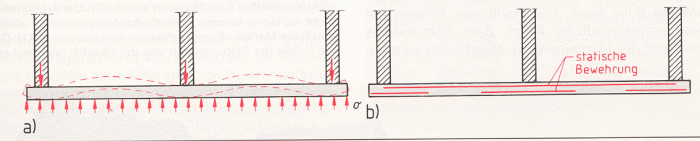 statische
Bewehrung
σ
a)
b)